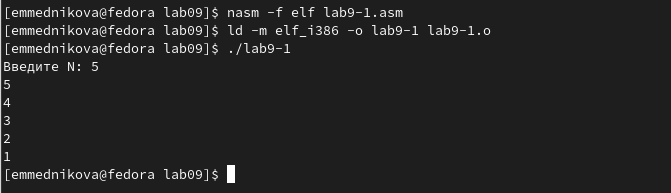 [emmednikova@fedora lab09]$ nasm -f elf lab9-1.asm
[emmednikova@fedora lab09]$ ld -m elf_i386 -o lab9-1 lab9-1.o
[emmednikova@fedora lab09]$ ./lab9-1
Введите N: 5
5
4
3
2
1
[emmednikova@fedora lab09]$